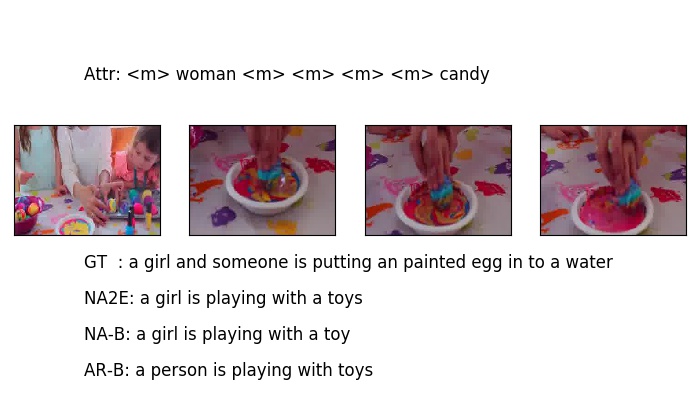 Attr: <m> woman <m> <m> <m> <m> candy
GT : a girl and someone is putting an painted egg in to a water
NA2E: a girl is playing with a toys
NA-B: a girl is playing with a toy
AR-B: a person is playing with toys